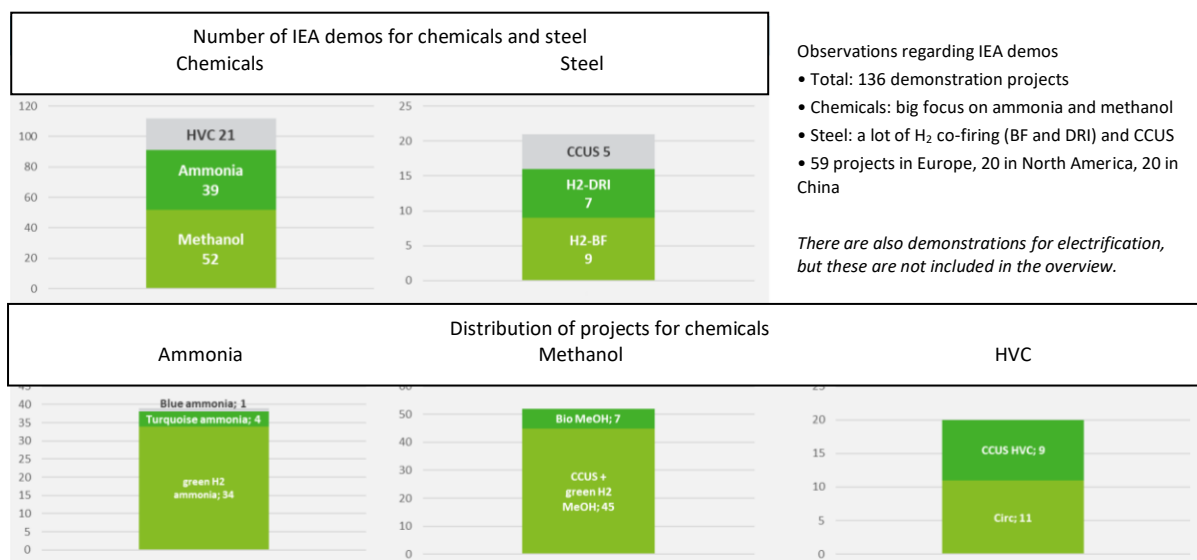 Number of IEA demos for chemicals and steel
Chemicals
Steel
120
100
80
60
40
20
0
HVC 21
Ammonia
39
Methanol
52
25
20
15
10
5
0
CCUS 5
H2-DRI
7
H2-BF
9
Observations regarding IEA demos
• Total: 136 demonstration projects
• Chemicals: big focus on ammonia and methanol
• Steel: a lot of H₂ co-firing (BF and DRI) and CCUS
• 59 projects in Europe, 20 in North America, 20 in
China
There are also demonstrations for electrification,
but these are not included in the overview.
Distribution of projects for chemicals
Ammonia
Methanol
HVC
45
40
35
30
25
20
15
10
5
0
Blue ammonia; 1
Turquoise ammonia; 4
green H2
ammonia; 34
60
50
40
30
20
10
0
Bio MeOH; 7
CCUS +
green H2
MeOH; 45
25
20
15
10
5
0
CCUS HVC; 9
Circ; 11